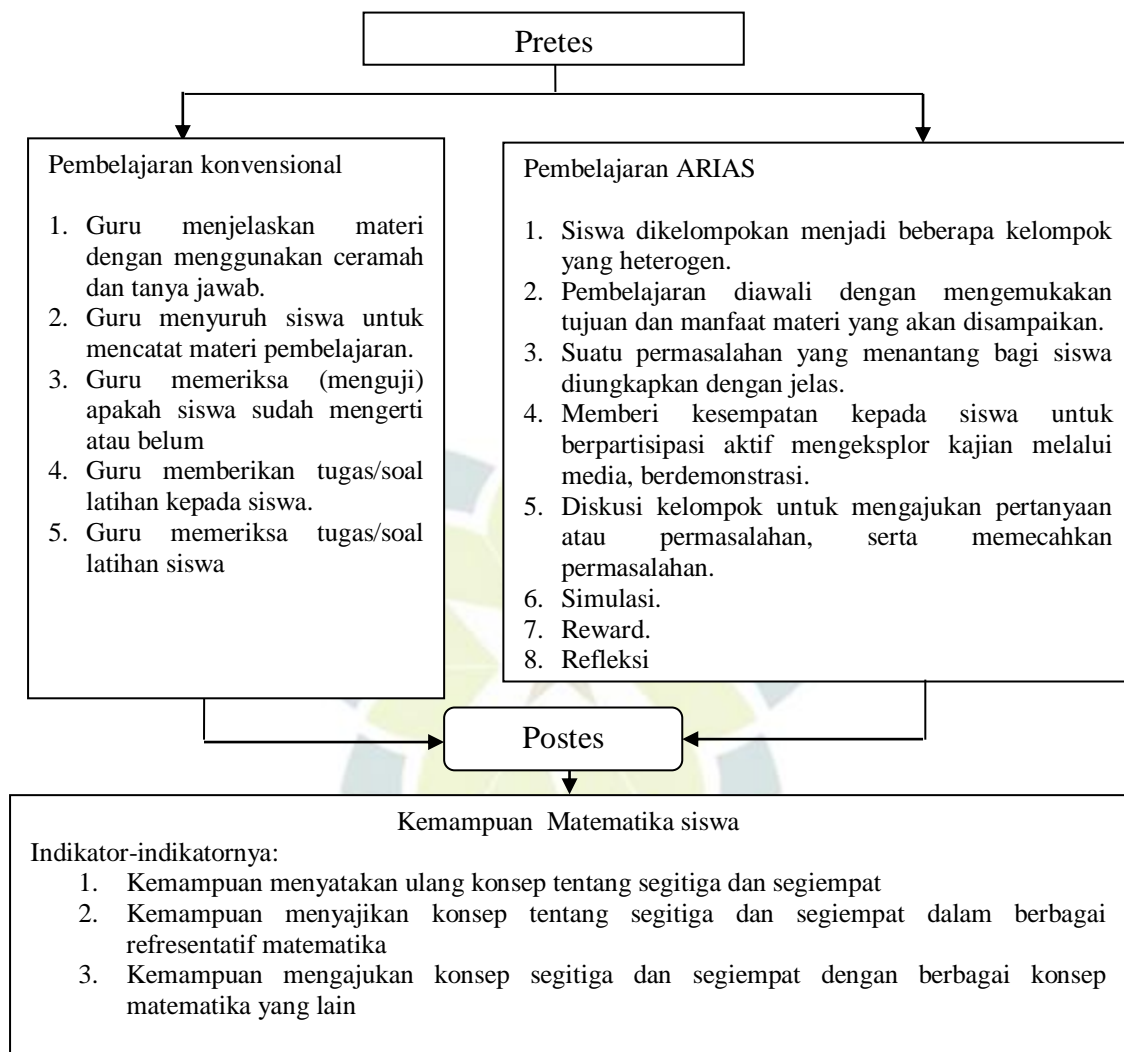 Pretes
Pembelajaran konvensional
1. Guru menjelaskan materi
dengan menggunakan ceramah
dan tanya jawab.
2. Guru menyuruh siswa untuk
mencatat materi pembelajaran.
3. Guru memeriksa (menguji)
apakah siswa sudah mengerti
atau belum
4. Guru memberikan tugas/soal
latihan kepada siswa.
5. Guru memeriksa tugas/soal
latihan siswa
Pembelajaran ARIAS
1. Siswa dikelompokan menjadi beberapa kelompok
yang heterogen.
2. Pembelajaran diawali dengan mengemukakan
tujuan dan manfaat materi yang akan disampaikan.
3. Suatu permasalahan yang menantang bagi siswa
diungkapkan dengan jelas.
4. Memberi kesempatan kepada siswa untuk
berpartisipasi aktif mengeksplor kajian melalui
media, berdemonstrasi.
5. Diskusi kelompok untuk mengajukan pertanyaan
atau permasalahan, serta memecahkan
permasalahan.
6. Simulasi.
7. Reward.
8. Refleksi
Postes
Kemampuan Matematika siswa
Indikator-indikatornya:
1. Kemampuan menyatakan ulang konsep tentang segitiga dan segiempat
2. Kemampuan menyajikan konsep tentang segitiga dan segiempat dalam berbagai
refresentatif matematika
3. Kemampuan mengajukan konsep segitiga dan segiempat dengan berbagai konsep
matematika yang lain